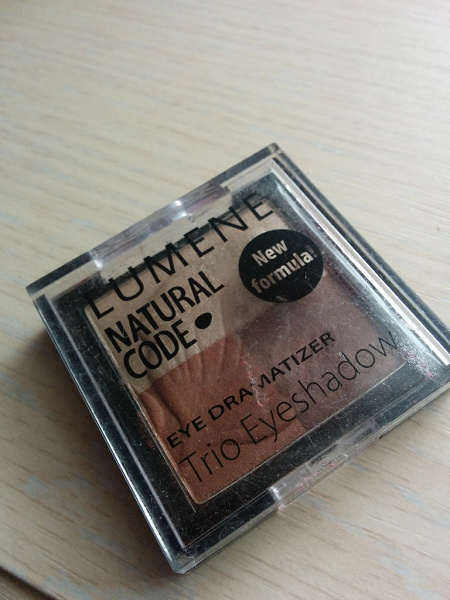 LUMENE
NATURAL
CODE
New
formula!
EYE DRAMATIZER
Trio Eyeshadow